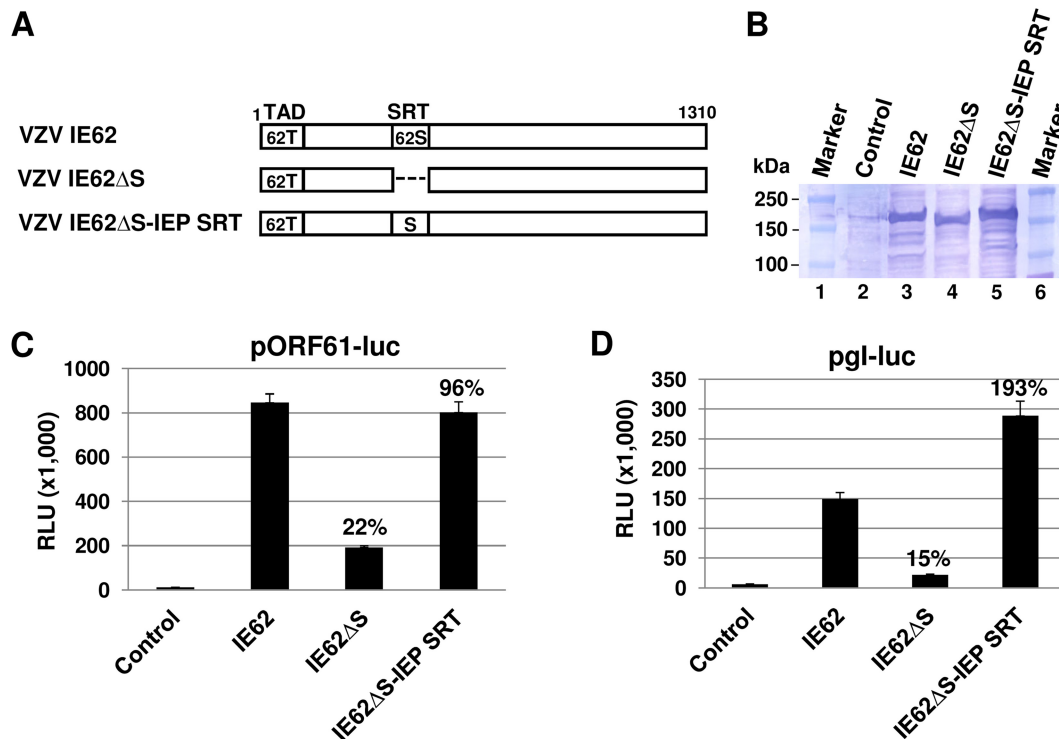 A
1 TAD SRT 1310
VZV IE62 62T 62S
VZV IE62ΔS 62T
VZV IE62ΔS-IEP SRT 62T S
B
Marker Control IE62 IE62ΔS IE62ΔS-IEP SRT Marker
kDa
250
150
100
1 2 3 4 5 6
C
pORF61-luc
RLU (x1,000)
1000
800
600
400
200
0
22%
96%
Control IE62 IE62ΔS IE62ΔS-IEP SRT
D
pgI-luc
RLU (x1,000)
350
300
250
200
150
100
50
0
15%
193%
Control IE62 IE62ΔS IE62ΔS-IEP SRT